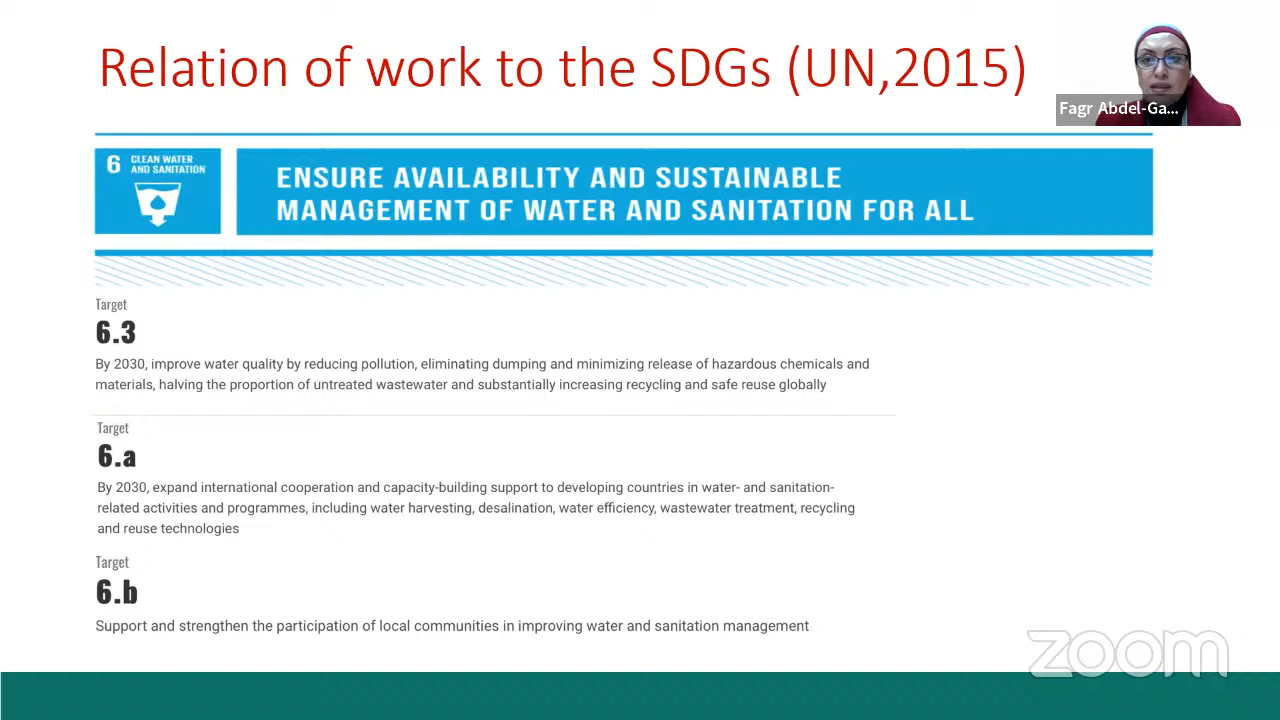 Relation of work to the SDGs (UN,2015)
Fagr Abdel-Ga...
6 CLEAN WATER
AND SANITATION
ENSURE AVAILABILITY AND SUSTAINABLE
MANAGEMENT OF WATER AND SANITATION FOR ALL
Target
6.3
By 2030, improve water quality by reducing pollution, eliminating dumping and minimizing release of hazardous chemicals and
materials, halving the proportion of untreated wastewater and substantially increasing recycling and safe reuse globally
Target
6.a
By 2030, expand international cooperation and capacity-building support to developing countries in water- and sanitation-
related activities and programmes, including water harvesting, desalination, water efficiency, wastewater treatment, recycling
and reuse technologies
Target
6.b
Support and strengthen the participation of local communities in improving water and sanitation management
zoom